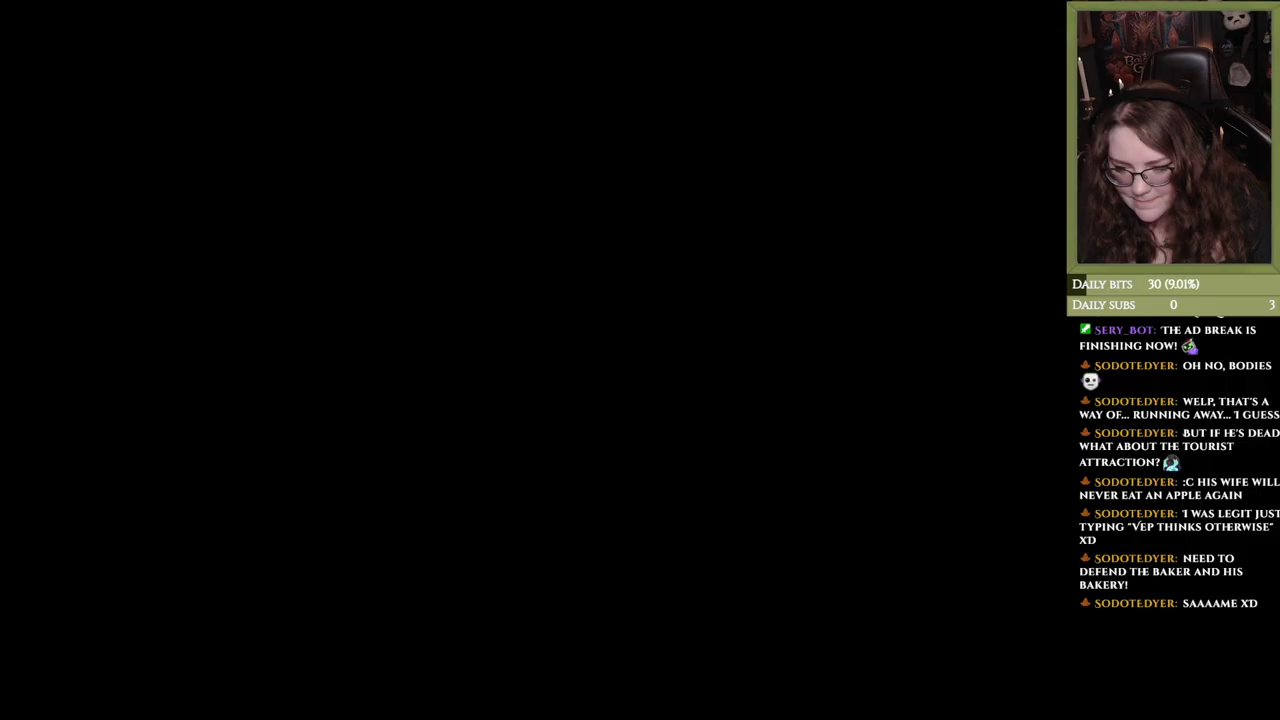 DAILY BITS 30 (9.01%)
DAILY SUBS 0 3
SERY_BOT: THE AD BREAK IS
FINISHING NOW!
SODOTEDYER: OH NO, BODIES
SODOTEDYER: WELP, THAT'S A
WAY OF... RUNNING AWAY... I GUESS
SODOTEDYER: BUT IF HE'S DEAD
WHAT ABOUT THE TOURIST
ATTRACTION?
SODOTEDYER: :C HIS WIFE WILL
NEVER EAT AN APPLE AGAIN
SODOTEDYER: I WAS LEGIT JUST
TYPING "VEP THINKS OTHERWISE"
XD
SODOTEDYER: NEED TO
DEFEND THE BAKER AND HIS
BAKERY!
SODOTEDYER: SAAAAME XD